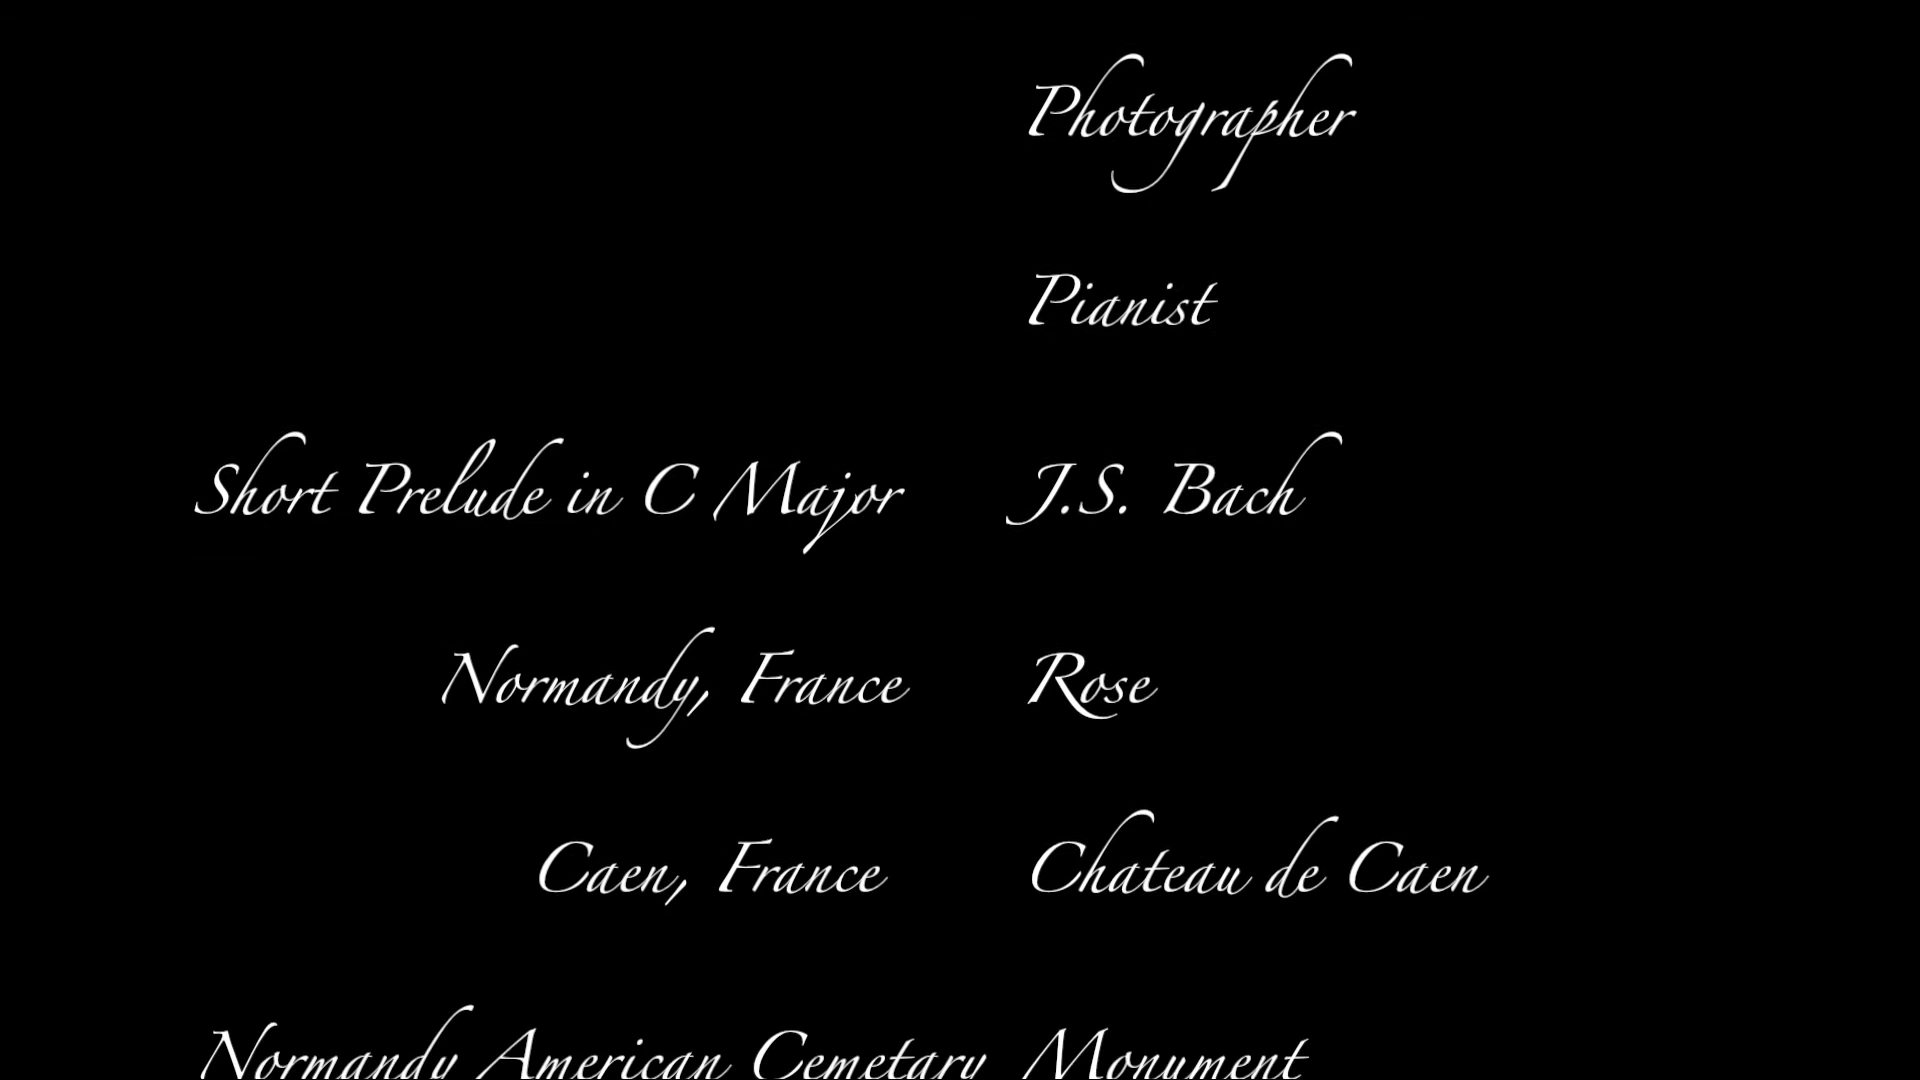 Photographer
Pianist
Short Prelude in C Major J.S. Bach
Normandy, France Rose
Caen, France Chateau de Caen
Normandy American Cemetary Monument